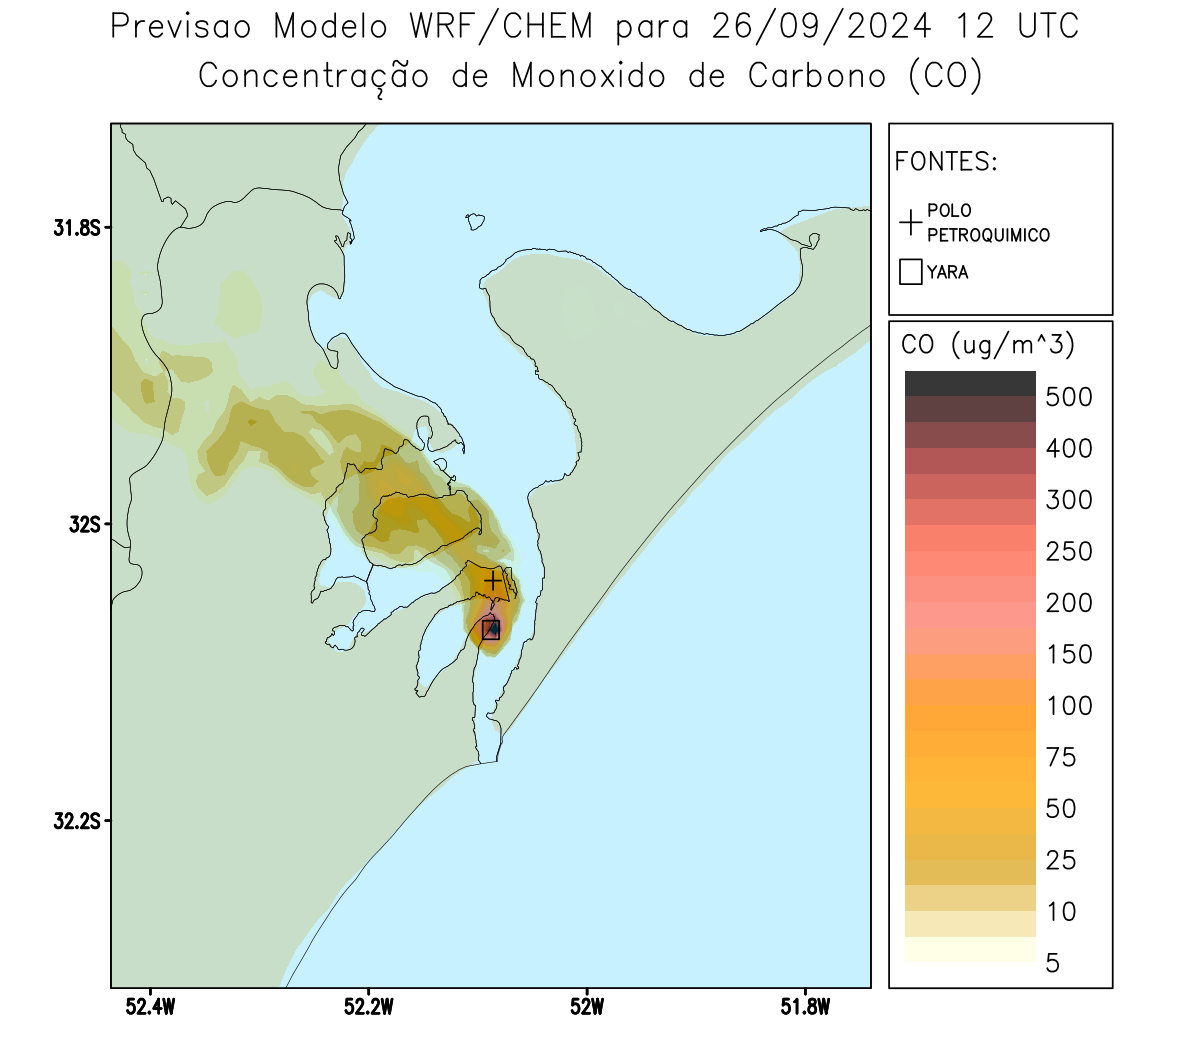 Previsao Modelo WRF/CHEM para 26/09/2024 12 UTC
Concentração de Monoxido de Carbono (CO)
FONTES:
POLO
PETROQUIMICO
YARA
CO (ug/m^3)
500
400
300
250
200
150
100
75
50
25
10
5
31.8S
32S
32.2S
52.4W
52.2W
52W
51.8W